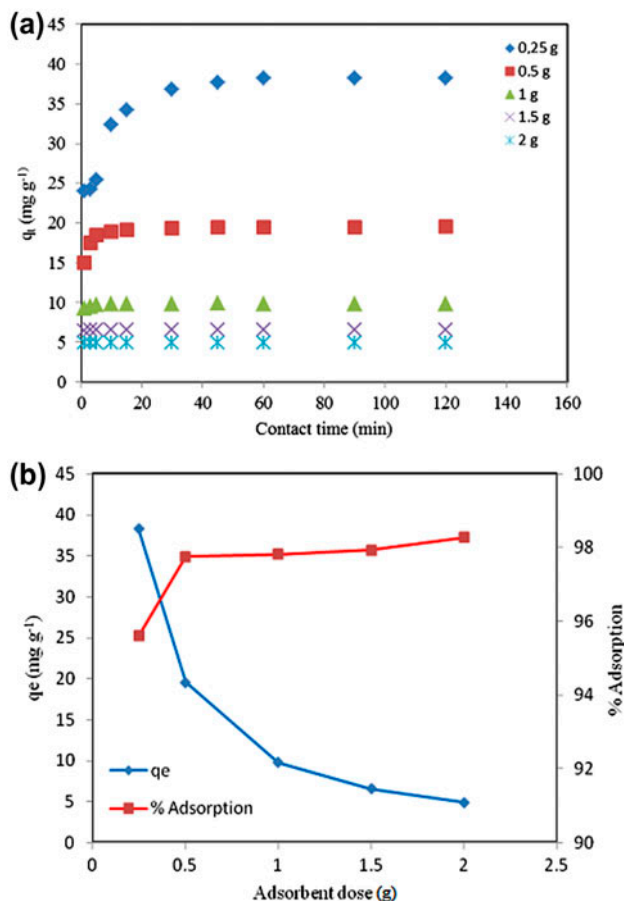 (a)
45
40
35
30
25
20
15
10
5
0
qt (mg g-1)
0,25 g
0.5 g
1 g
1.5 g
2 g
0 20 40 60 80 100 120 140 160
Contact time (min)
(b)
45
40
35
30
25
20
15
10
5
0
qe (mg g-1)
qe
% Adsorption
100
98
96
94
92
90
% Adsorption
0 0.5 1 1.5 2 2.5
Adsorbent dose (g)